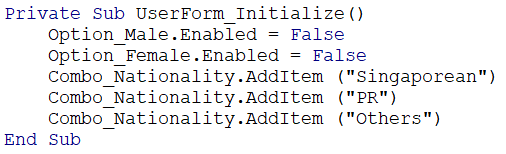 Private Sub UserForm_Initialize()
    Option_Male.Enabled = False
    Option_Female.Enabled = False
    Combo_Nationality.AddItem ("Singaporean")
    Combo_Nationality.AddItem ("PR")
    Combo_Nationality.AddItem ("Others")
End Sub